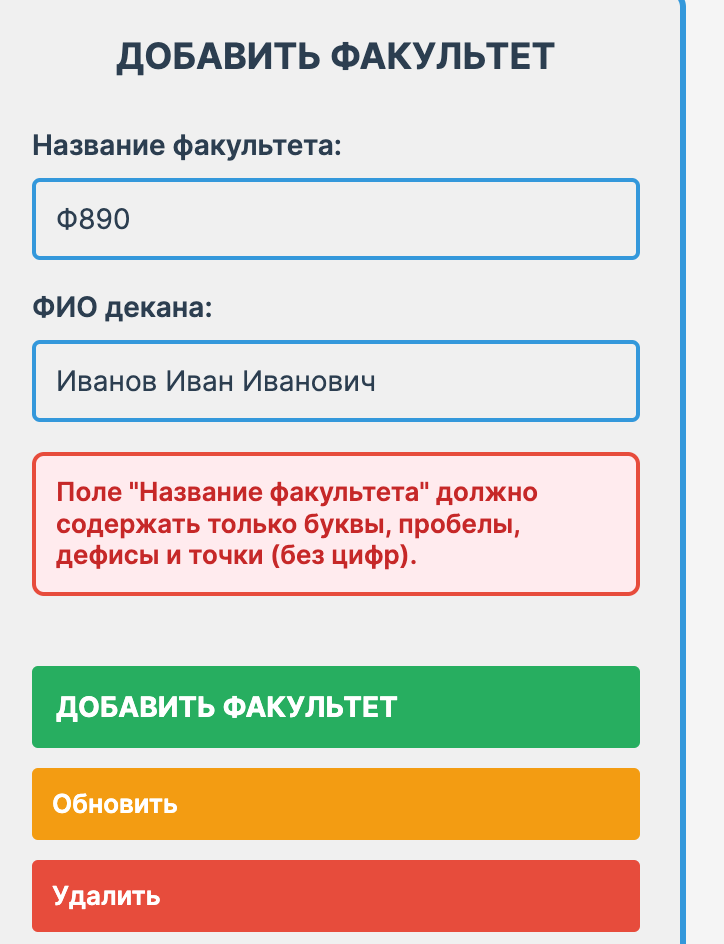 ДОБАВИТЬ ФАКУЛЬТЕТ
Название факультета:
Ф890
ФИО декана:
Иванов Иван Иванович
Поле "Название факультета" должно
содержать только буквы, пробелы,
дефисы и точки (без цифр).
ДОБАВИТЬ ФАКУЛЬТЕТ
Обновить
Удалить